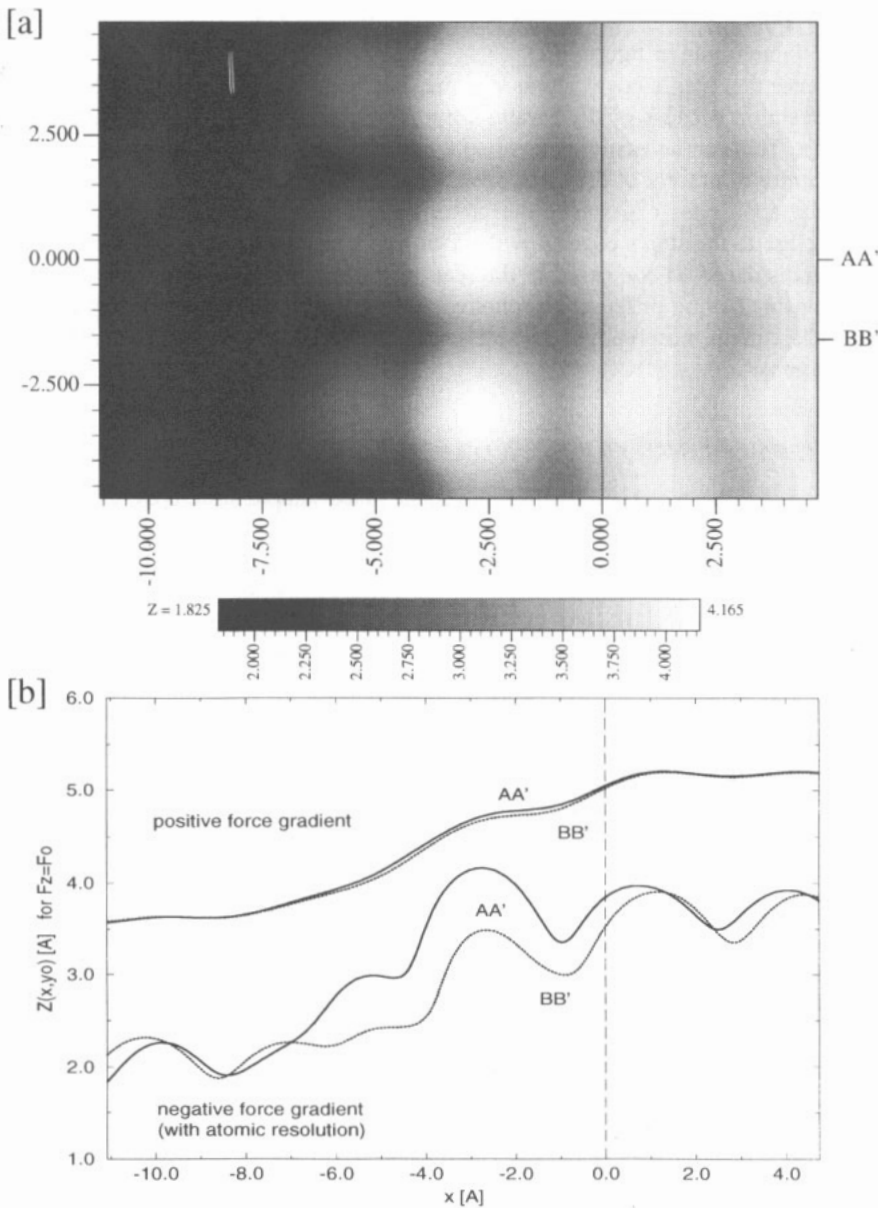 [a]
2.500
0.000
-2.500
AA'
BB'
-10.000
-7.500
-5.000
-2.500
0.000
2.500
Z = 1.825
4.165
2.000
2.250
2.500
2.750
3.000
3.250
3.500
3.750
4.000
[b]
6.0
5.0
4.0
3.0
2.0
1.0
Z(x,yo) [A] for Fz=Fo
positive force gradient
AA'
BB'
AA'
BB'
negative force gradient
(with atomic resolution)
-10.0
-8.0
-6.0
-4.0
-2.0
0.0
2.0
4.0
x [A]